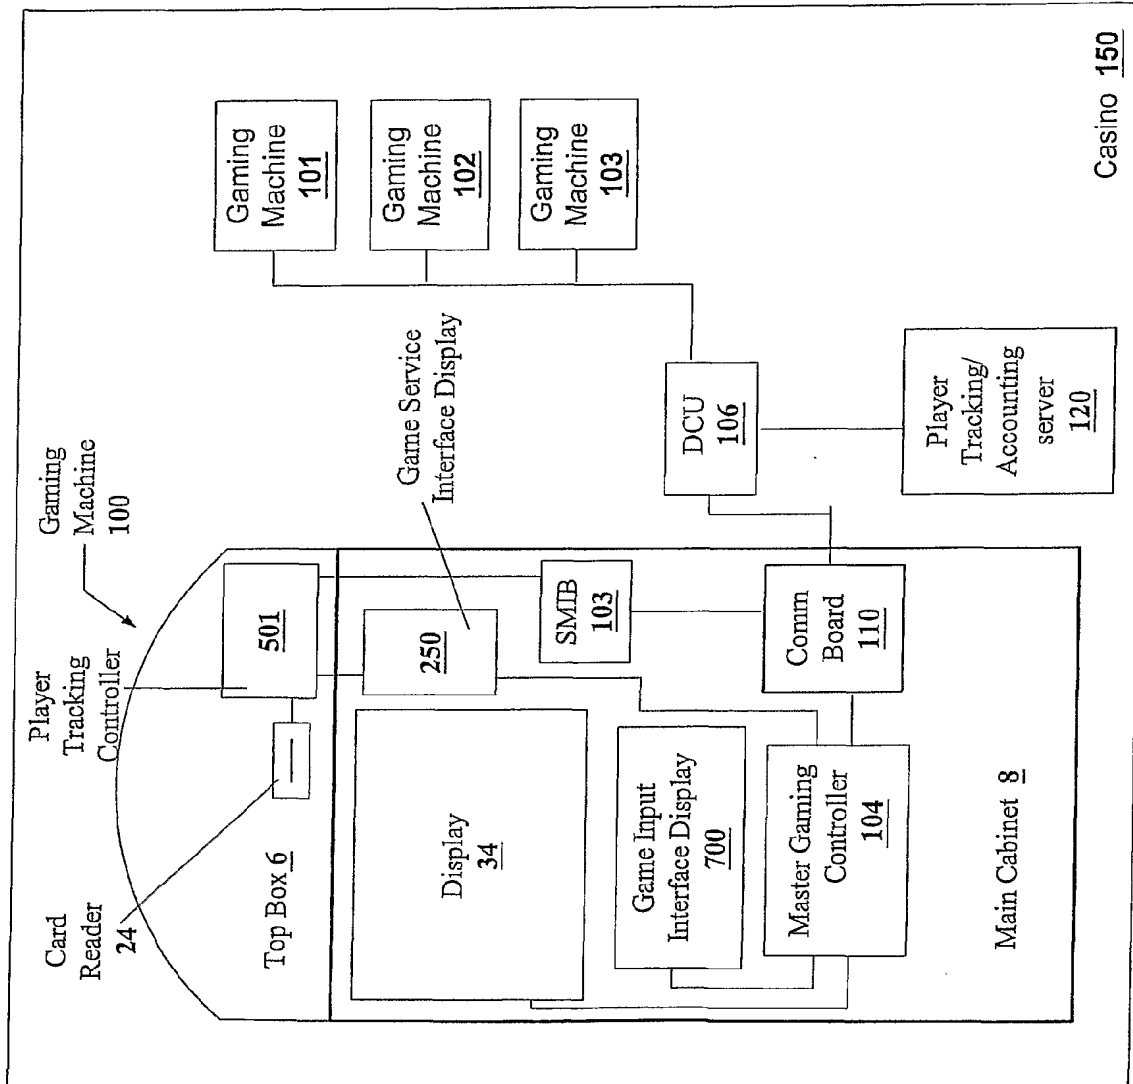 Gaming
Machine
100
Player
Tracking
Controller
Card
Reader
24
Top Box 6
501
250
Game Service
Interface Display
Display
34
SMIB
103
Game Input
Interface Display
700
Comm
Board
110
Master Gaming
Controller
104
Main Cabinet 8
Gaming
Machine
101
Gaming
Machine
102
Gaming
Machine
103
DCU
106
Player
Tracking/
Accounting
server
120
Casino 150